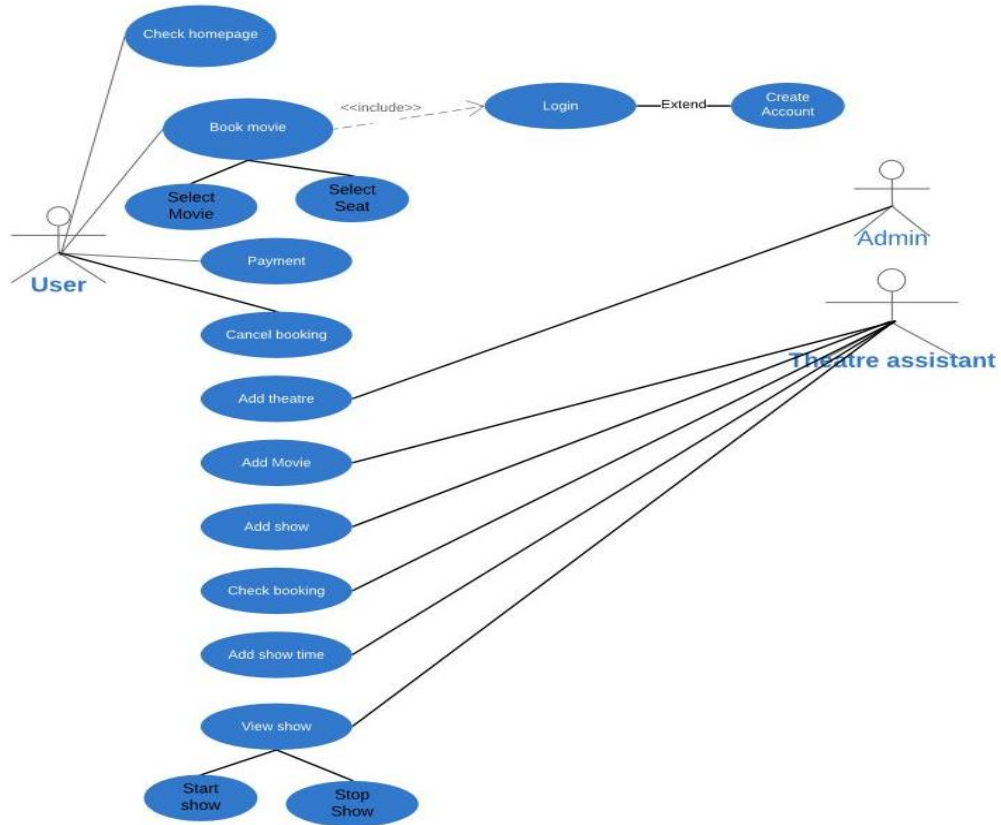 Check homepage
<<include>>
Login
Extend
Create
Account
Book movie
Select
Movie
Select
Seat
Admin
Payment
User
Cancel booking
Theatre assistant
Add theatre
Add Movie
Add show
Check booking
Add show time
View show
Start
show
Stop
Show